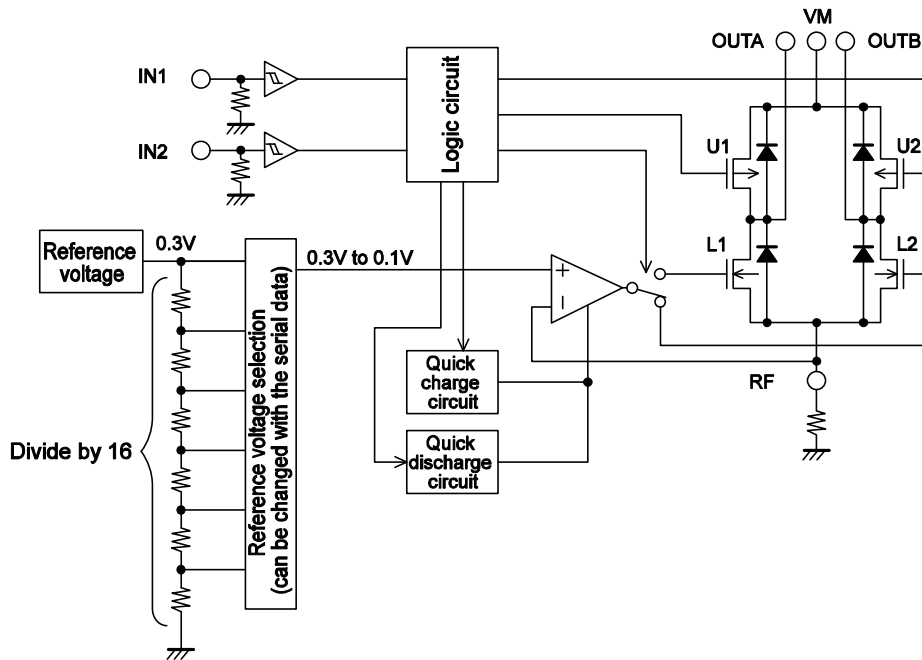 VM
OUTA
OUTB
IN1
IN2
Logic circuit
U1
U2
L1
L2
Reference
voltage
0.3V
0.3V to 0.1V
Reference voltage selection
(can be changed with the serial data)
+
−
Quick
charge
circuit
RF
Divide by 16
Quick
discharge
circuit